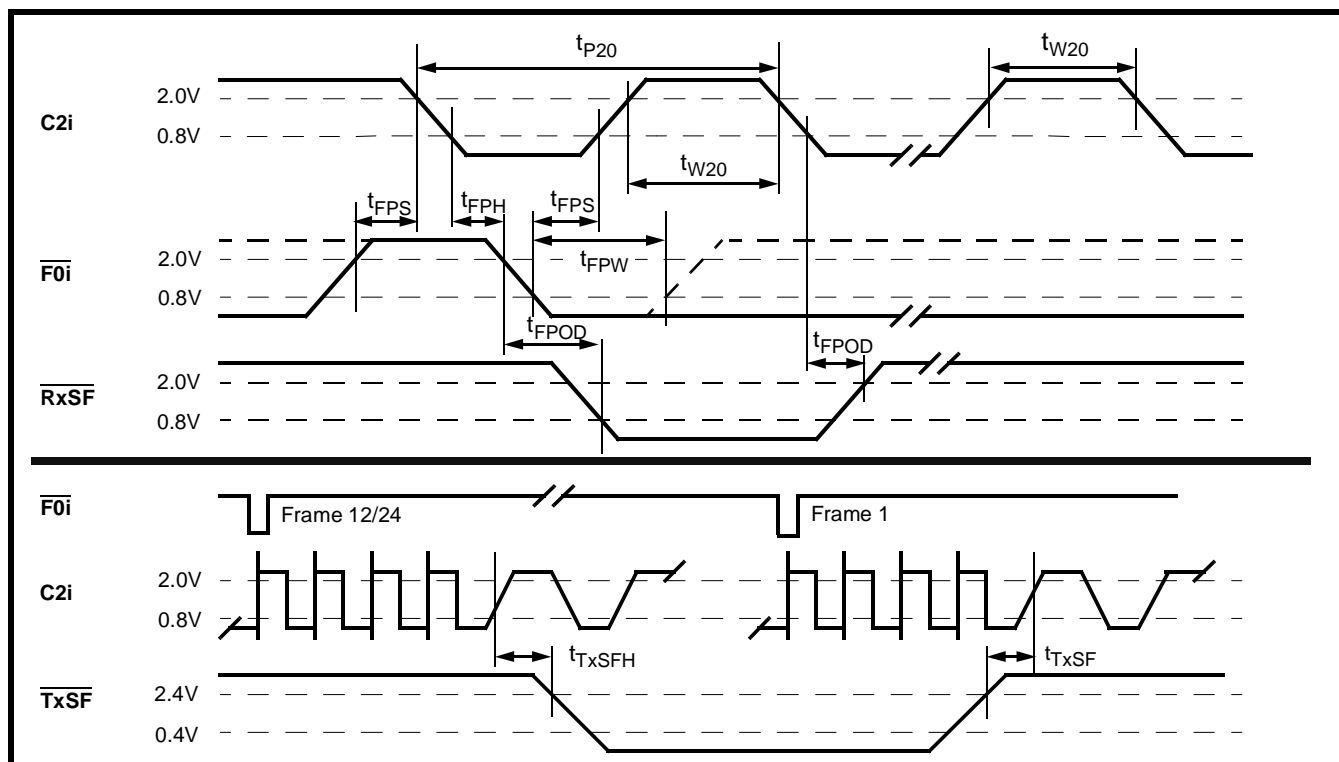 tP20
tW20
2.0V
C2i
0.8V
tW20
tFPS
tFPH
tFPS
2.0V
F0i
tFPW
0.8V
tFPOD
tFPOD
2.0V
RxSF
0.8V
F0i
Frame 12/24
Frame 1
2.0V
C2i
0.8V
tTxSFH
tTxSF
2.4V
TxSF
0.4V